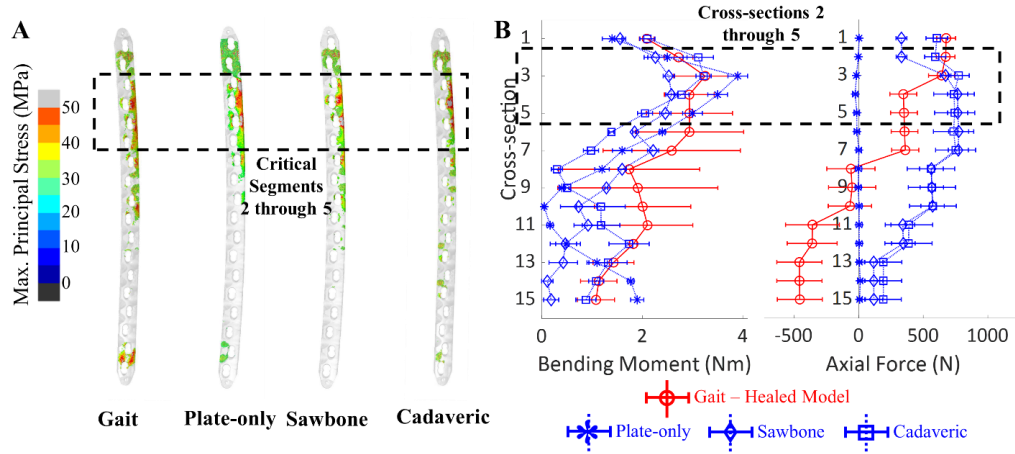 A
Max. Principal Stress (MPa)
50
40
30
20
10
0
Critical
Segments
2 through 5
Gait
Plate-only
Sawbone
Cadaveric
B
Cross-sections 2
through 5
Cross-section
1
3
5
7
9
11
13
15
0
2
4
Bending Moment (Nm)
1
3
5
7
9
11
13
15
-500
0
500
1000
Axial Force (N)
Gait – Healed Model
Plate-only
Sawbone
Cadaveric